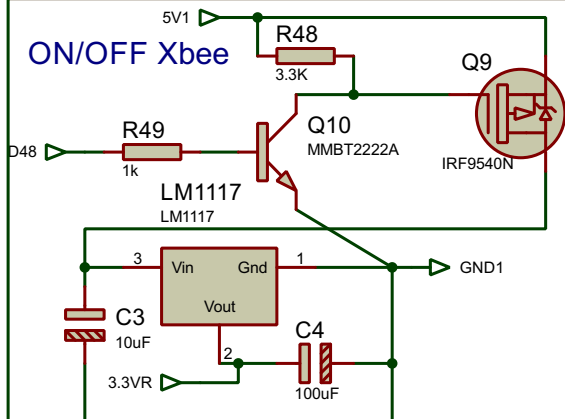 5V1
ON/OFF Xbee
R48
3.3K
Q9
IRF9540N
Q10
MMBT2222A
D48
R49
1k
LM1117
LM1117
3
Vin
Gnd
1
GND1
Vout
2
C3
10uF
C4
100uF
3.3VR